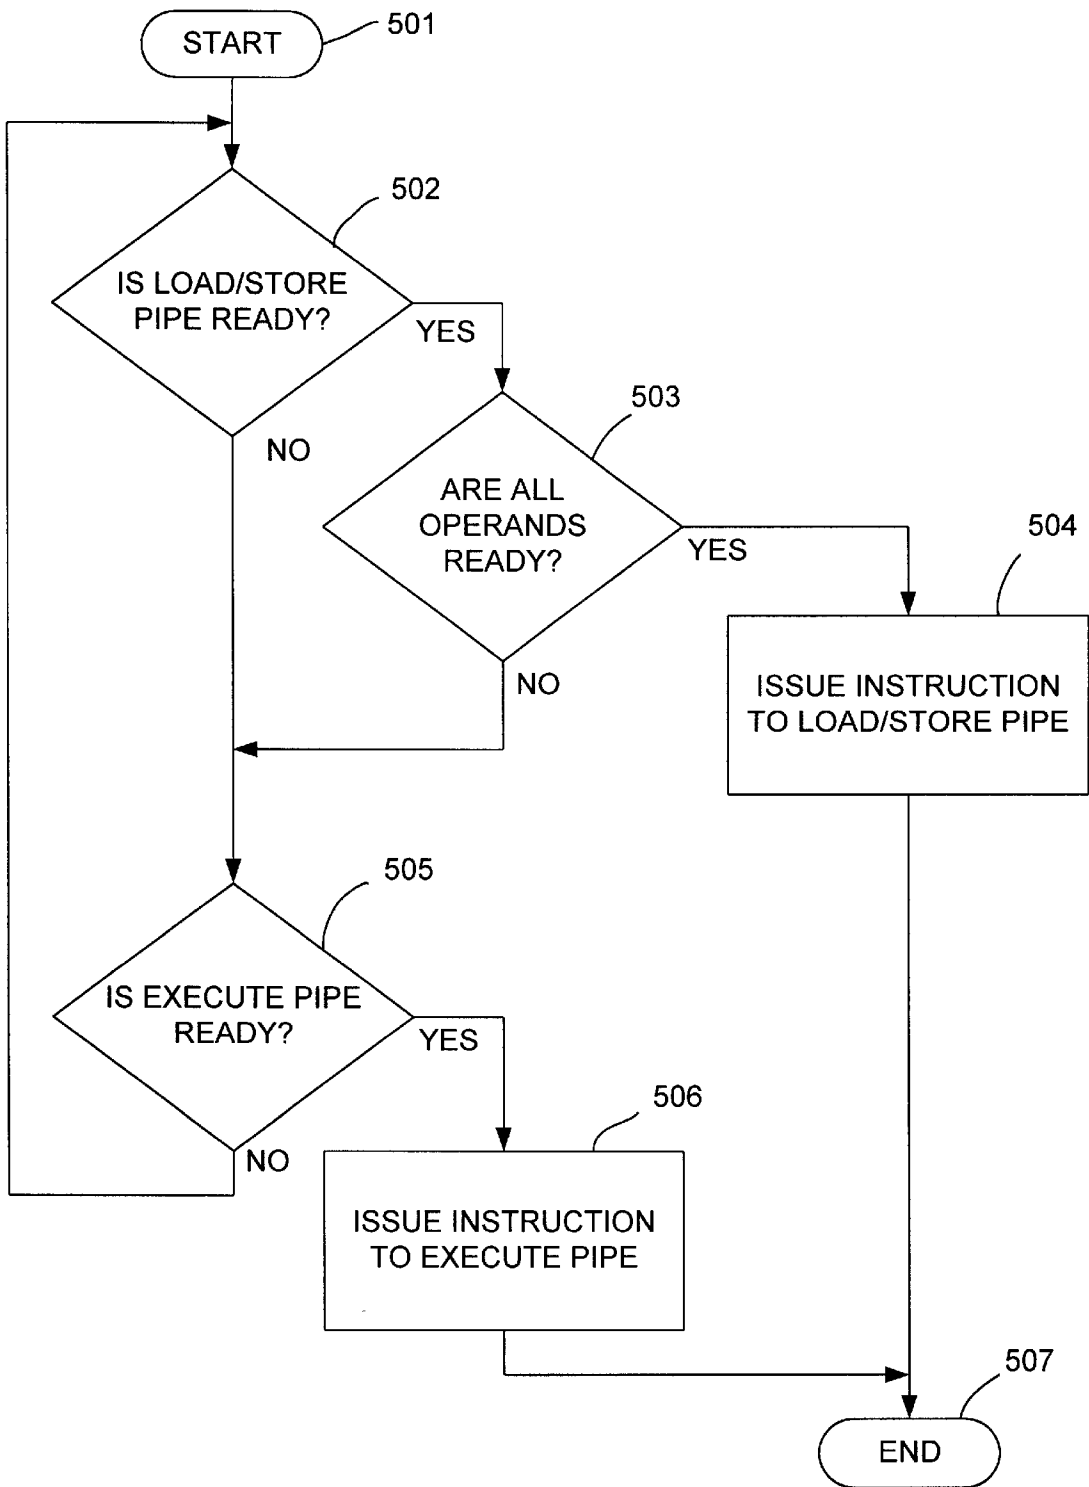 START
501
502
IS LOAD/STORE
PIPE READY?
YES
NO
503
ARE ALL
OPERANDS
READY?
YES
NO
504
ISSUE INSTRUCTION
TO LOAD/STORE PIPE
505
IS EXECUTE PIPE
READY?
YES
NO
506
ISSUE INSTRUCTION
TO EXECUTE PIPE
507
END